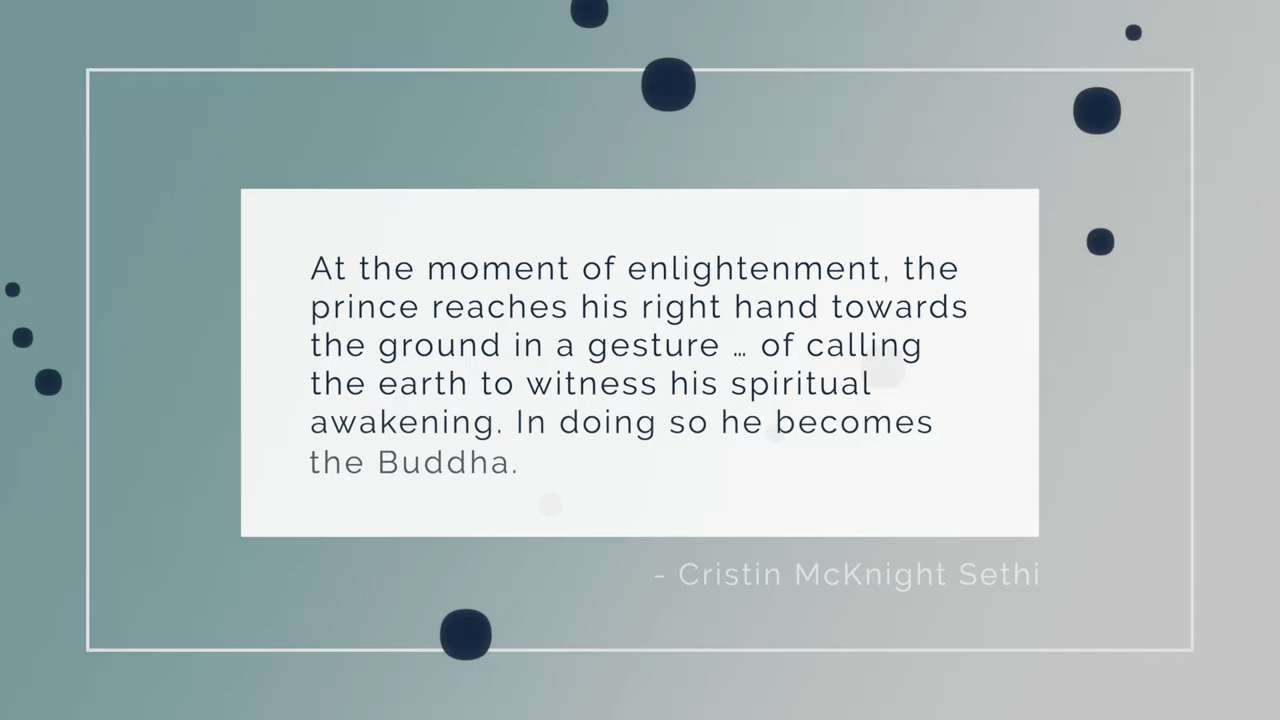 At the moment of enlightenment, the
prince reaches his right hand towards
the ground in a gesture … of calling
the earth to witness his spiritual
awakening. In doing so he becomes
the Buddha.
- Cristin McKnight Sethi